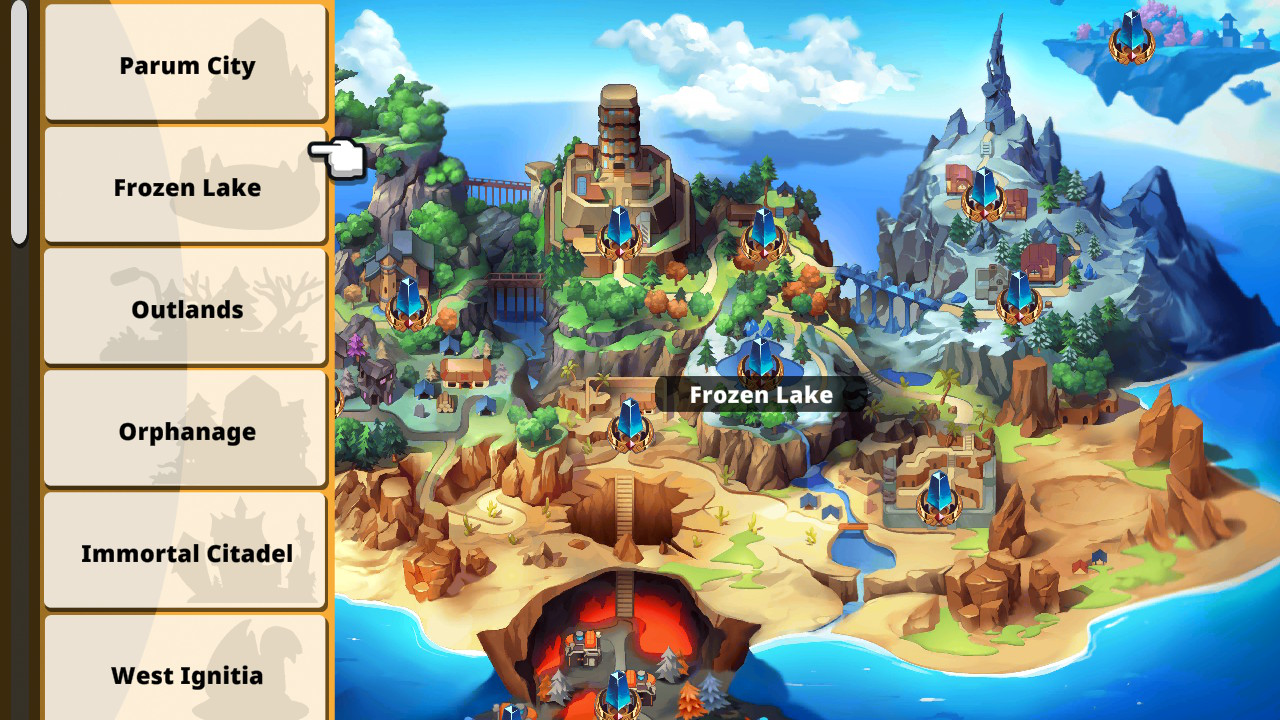 Parum City
Frozen Lake
Outlands
Orphanage
Immortal Citadel
West Ignitia
Frozen Lake